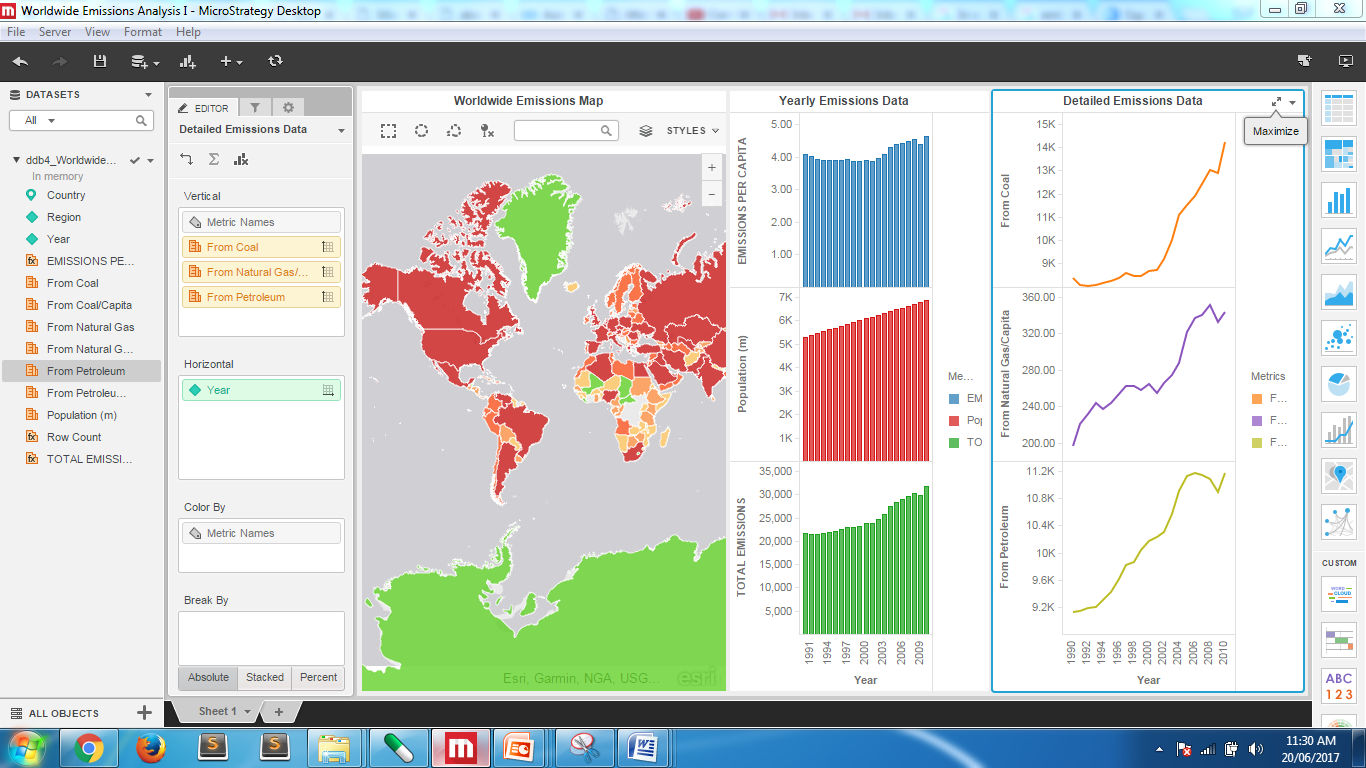 Worldwide Emissions Analysis I - MicroStrategy Desktop
File Server View Format Help
DATASETS
All
ddb4_Worldwide...
In memory
Country
Region
Year
EMISSIONS PE...
From Coal
From Coal/Capita
From Natural Gas
From Natural G...
From Petroleum
From Petroleu...
Population (m)
Row Count
TOTAL EMISSI...
ALL OBJECTS
EDITOR
Detailed Emissions Data
Vertical
Metric Names
From Coal
From Natural Gas/...
From Petroleum
Horizontal
Year
Color By
Metric Names
Break By
Absolute Stacked Percent
Worldwide Emissions Map
STYLES
+
−
Esri, Garmin, NGA, USG...
esri
Yearly Emissions Data
EMISSIONS PER CAPITA
5.00
4.00
3.00
2.00
1.00
Population (m)
7K
6K
5K
4K
3K
2K
1K
TOTAL EMISSIONS
35,000
30,000
25,000
20,000
15,000
10,000
5,000
1991 1994 1997 2000 2003 2006 2009
Year
Me...
EM
Pop
TO
Detailed Emissions Data
Maximize
From Coal
15K
14K
13K
12K
11K
10K
9K
From Natural Gas/Capita
360.00
320.00
280.00
240.00
200.00
From Petroleum
11.2K
10.8K
10.4K
10K
9.6K
9.2K
1990 1992 1994 1996 1998 2000 2002 2004 2006 2008 2010
Year
Metrics
F...
F...
F...
CUSTOM
WORD
CLOUD
ABC
123
Sheet 1
11:30 AM
20/06/2017